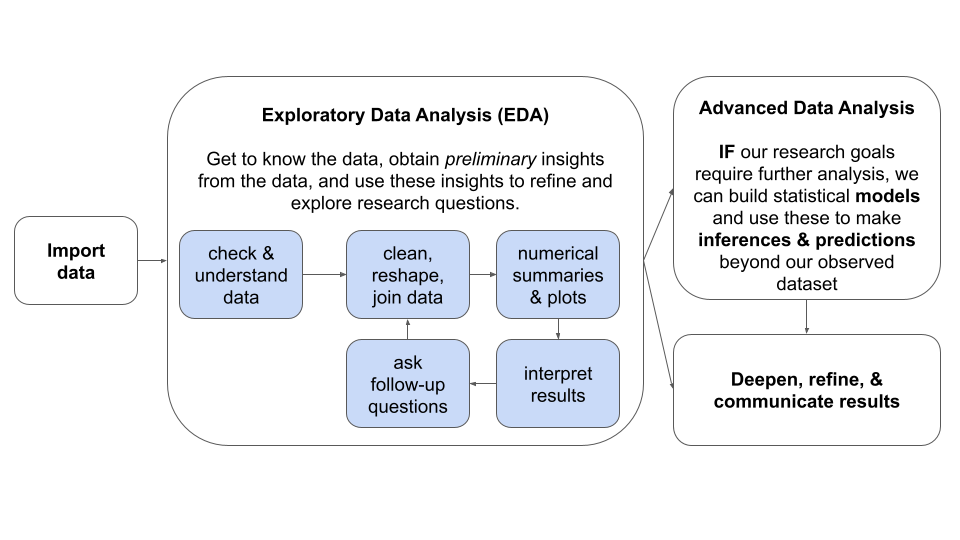 Import
data
Exploratory Data Analysis (EDA)
Get to know the data, obtain preliminary insights
from the data, and use these insights to refine and
explore research questions.
check &
understand
data
clean,
reshape,
join data
numerical
summaries
& plots
interpret
results
ask
follow-up
questions
Advanced Data Analysis
IF our research goals
require further analysis, we
can build statistical models
and use these to make
inferences & predictions
beyond our observed
dataset
Deepen, refine, &
communicate results